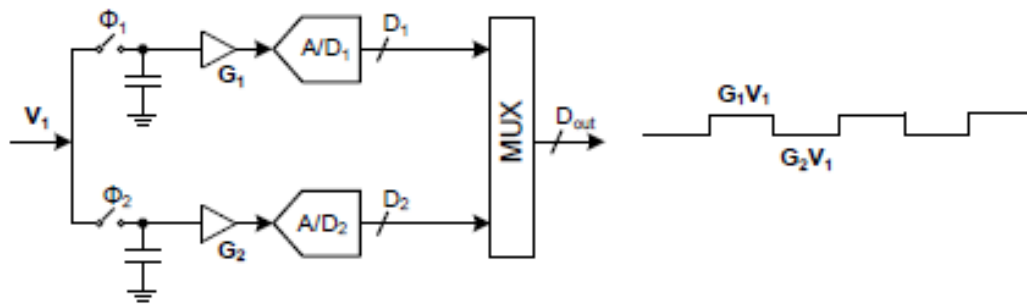 Φ₁
V₁
G₁
A/D₁
D₁
Φ₂
G₂
A/D₂
D₂
MUX
Dout
G₁V₁
G₂V₁